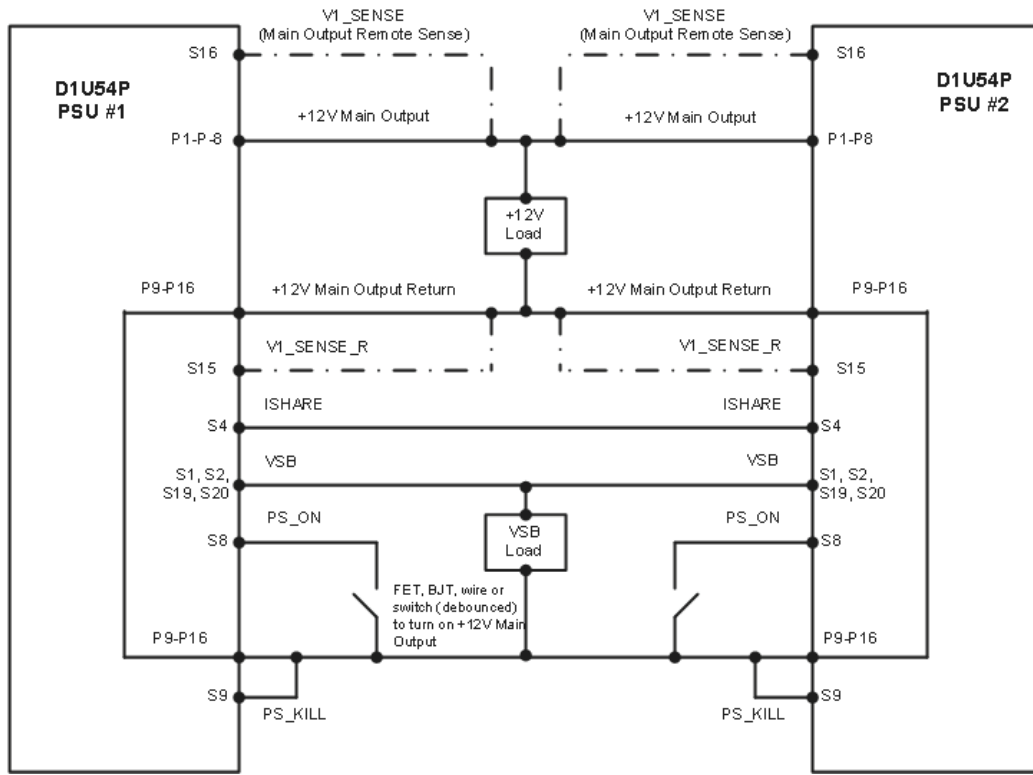 V1_SENSE
(Main Output Remote Sense)
V1_SENSE
(Main Output Remote Sense)
S16
S16
D1U54P
PSU #1
D1U54P
PSU #2
+12V Main Output
+12V Main Output
P1-P-8
P1-P8
+12V
Load
P9-P16
+12V Main Output Return
+12V Main Output Return
P9-P16
V1_SENSE_R
V1_SENSE_R
S15
S15
ISHARE
ISHARE
S4
S4
VSB
VSB
S1, S2,
S19, S20
S1, S2,
S19, S20
PS_ON
PS_ON
S8
S8
VSB
Load
FET, BJT, wire or
switch (debounced)
to turn on +12V Main
Output
P9-P16
P9-P16
S9
S9
PS_KILL
PS_KILL